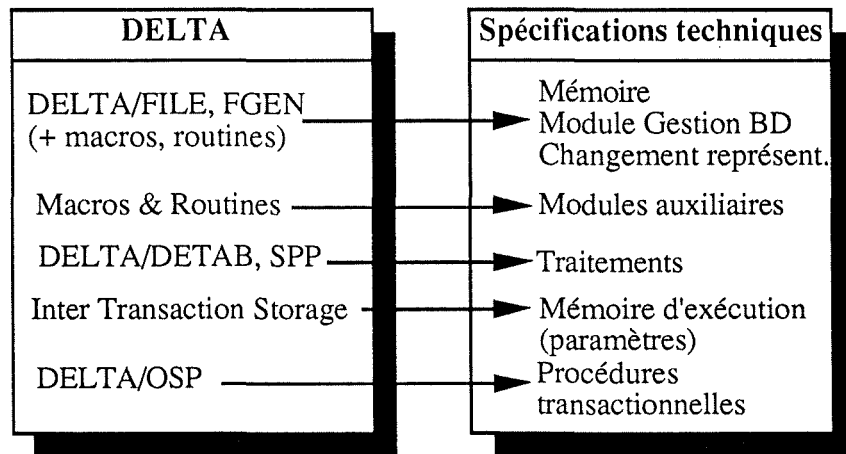 DELTA
DELTA/FILE, FGEN
(+ macros, routines)
Macros & Routines
DELTA/DETAB, SPP
Inter Transaction Storage
DELTA/OSP
Spécifications techniques
Mémoire
Module Gestion BD
Changement représent.
Modules auxiliaires
Traitements
Mémoire d'exécution
(paramètres)
Procédures
transactionnelles